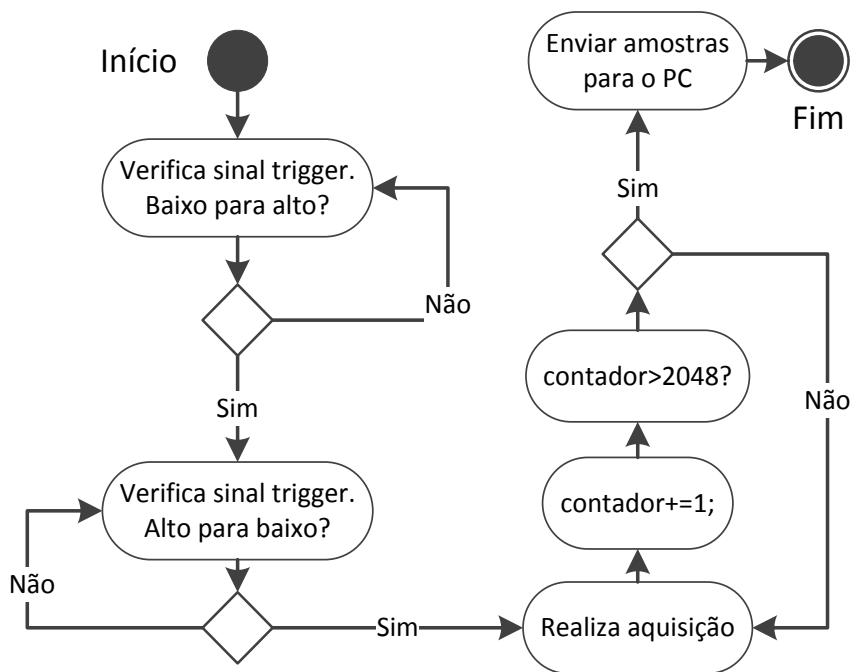 Início
Verifica sinal trigger.
Baixo para alto?
Não
Sim
Verifica sinal trigger.
Alto para baixo?
Não
Sim
Realiza aquisição
contador+=1;
contador>2048?
Não
Sim
Enviar amostras
para o PC
Fim